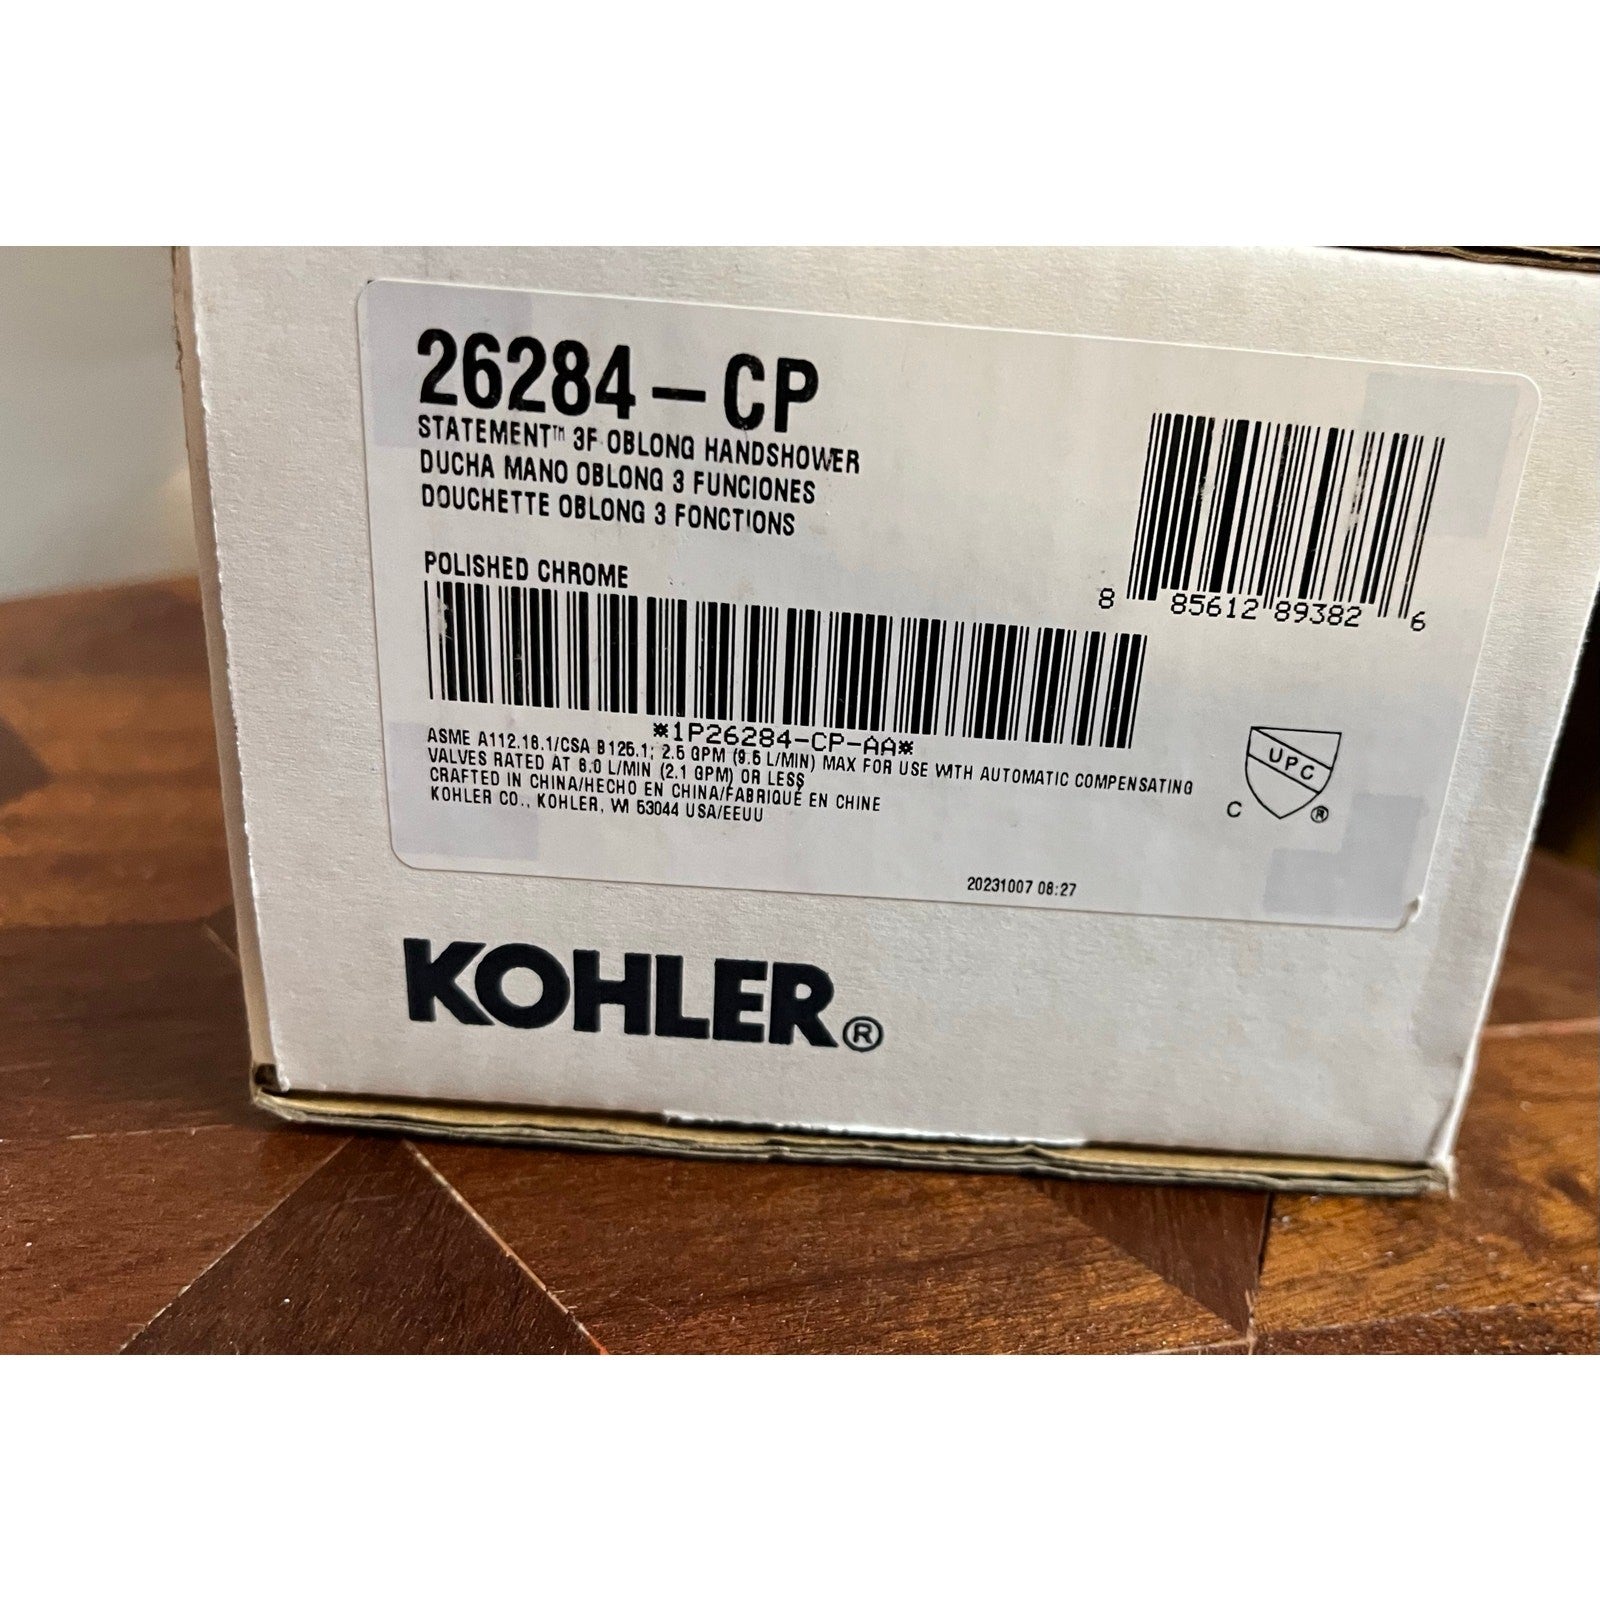 26284-CP
STATEMENT™ 3F OBLONG HANDSHOWER
DUCHA MANO OBLONG 3 FUNCIONES
DOUCHETTE OBLONG 3 FONCTIONS
POLISHED CHROME
8 85612 89382 6
*1P26284-CP-AA*
ASME A112.18.1/CSA B125.1; 2.5 GPM (9.5 L/MIN) MAX FOR USE WITH AUTOMATIC COMPENSATING
VALVES RATED AT 8.0 L/MIN (2.1 GPM) OR LESS
CRAFTED IN CHINA/HECHO EN CHINA/FABRIQUÉ EN CHINE
KOHLER CO., KOHLER, WI 53044 USA/EEUU
UPC
C ®
20231007 08:27
KOHLER®